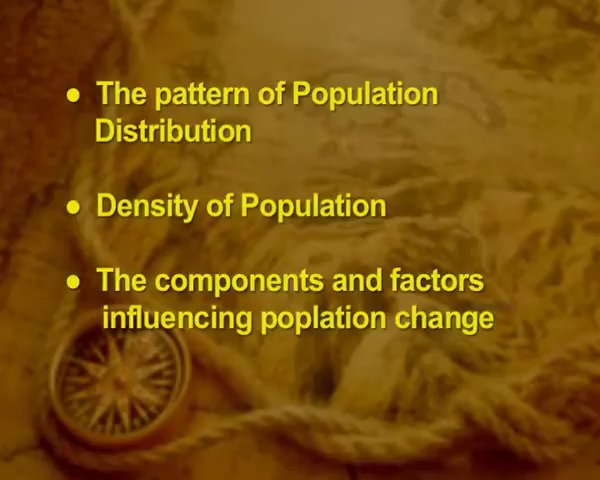 • The pattern of Population
Distribution
• Density of Population
• The components and factors
influencing poplation change